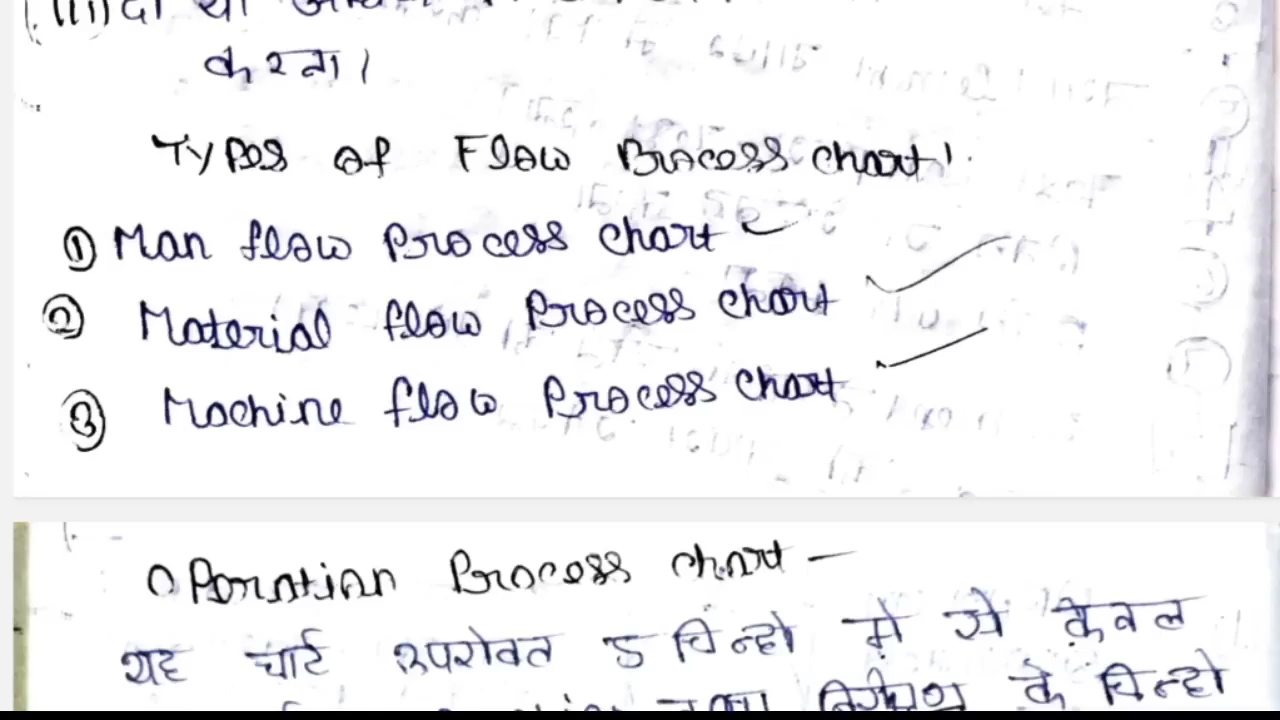 (iii) दो या
करना।
Types of Flow Process chart!
① Man flow Process chart
② Material flow Process chart
③ Machine flow Process chart
Operation Process chart —
यह चार्ट उपरोक्त 5 चिन्हो मे से केवल
के चिन्हो